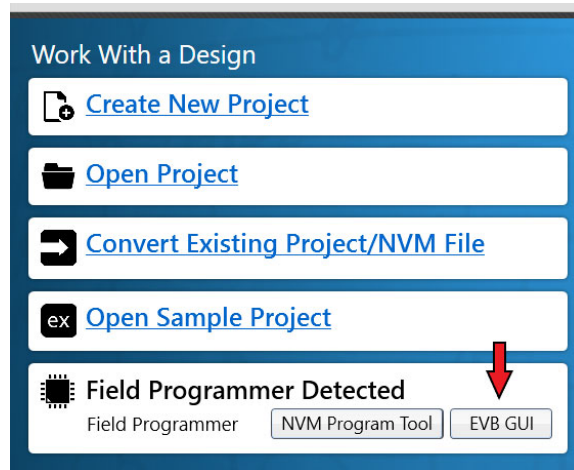 Work With a Design
Create New Project
Open Project
Convert Existing Project/NVM File
ex Open Sample Project
Field Programmer Detected
Field Programmer NVM Program Tool EVB GUI